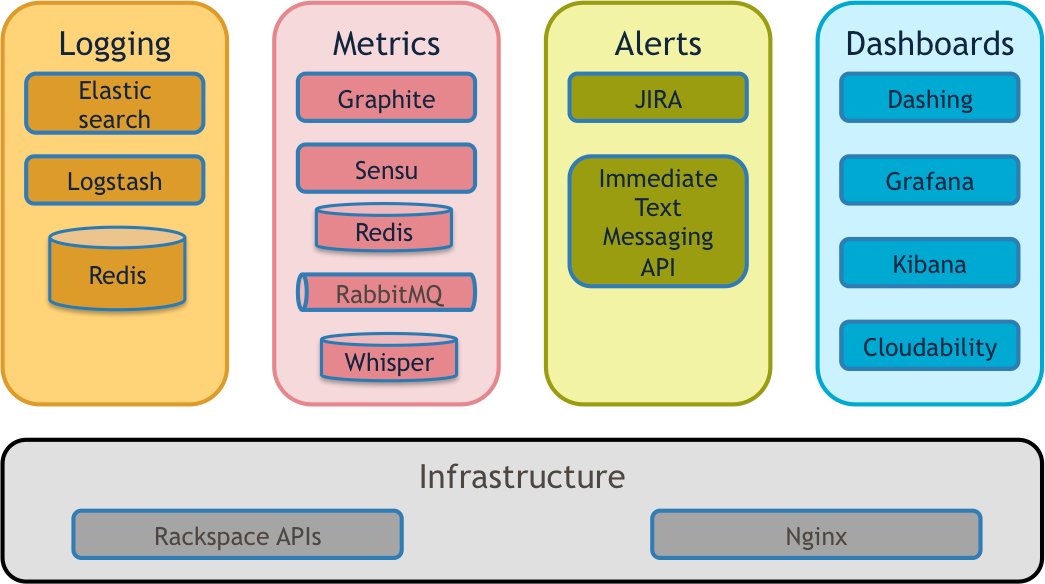 Logging
Elastic
search
Logstash
Redis
Metrics
Graphite
Sensu
Redis
RabbitMQ
Whisper
Alerts
JIRA
Immediate
Text
Messaging
API
Dashboards
Dashing
Grafana
Kibana
Cloudability
Infrastructure
Rackspace APIs
Nginx